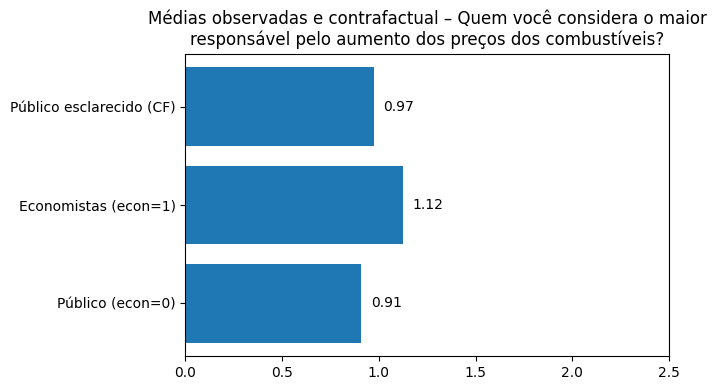 Médias observadas e contrafactual – Quem você considera o maior
responsável pelo aumento dos preços dos combustíveis?
Público esclarecido (CF)
0.97
Economistas (econ=1)
1.12
Público (econ=0)
0.91
0.0
0.5
1.0
1.5
2.0
2.5